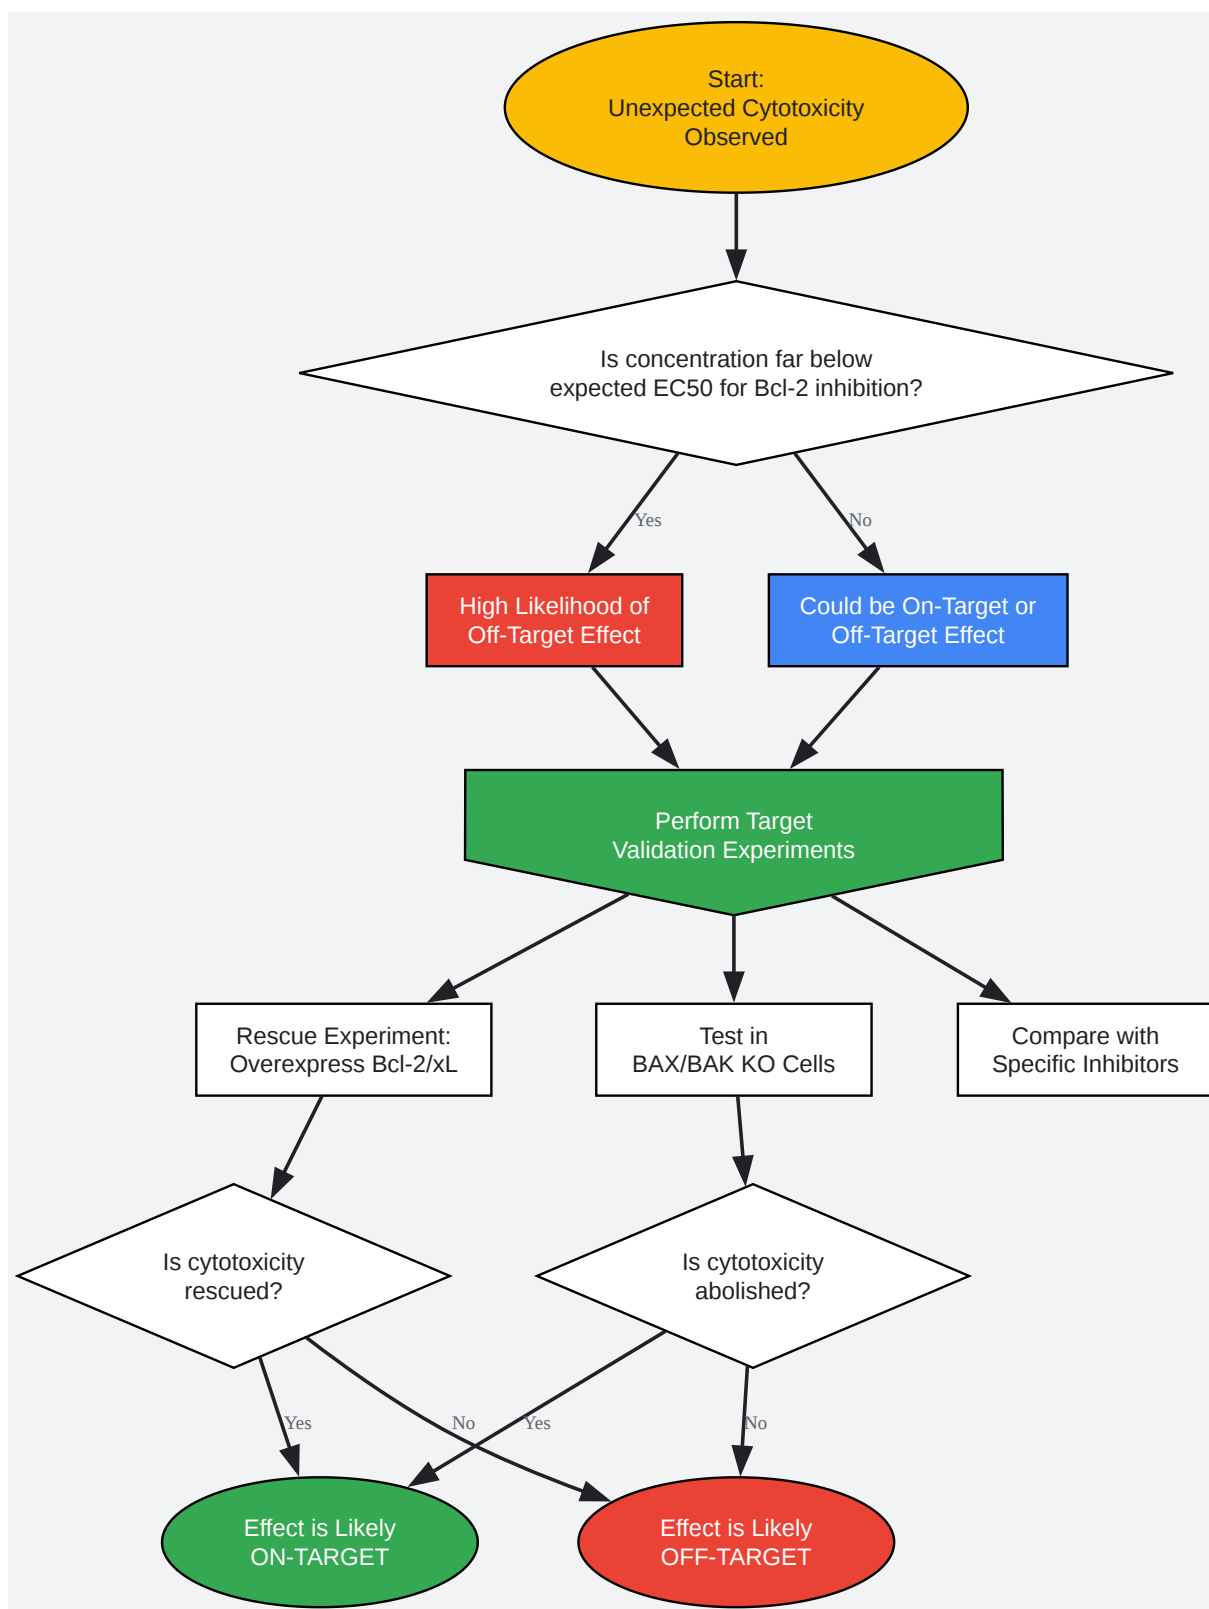 Start:
Unexpected Cytotoxicity
Observed
Is concentration far below
expected EC50 for Bcl-2 inhibition?
Yes
No
High Likelihood of
Off-Target Effect
Could be On-Target or
Off-Target Effect
Perform Target
Validation Experiments
Rescue Experiment:
Overexpress Bcl-2/xL
Test in
BAX/BAK KO Cells
Compare with
Specific Inhibitors
Is cytotoxicity
rescued?
Is cytotoxicity
abolished?
Yes
No
Yes
No
Effect is Likely
ON-TARGET
Effect is Likely
OFF-TARGET